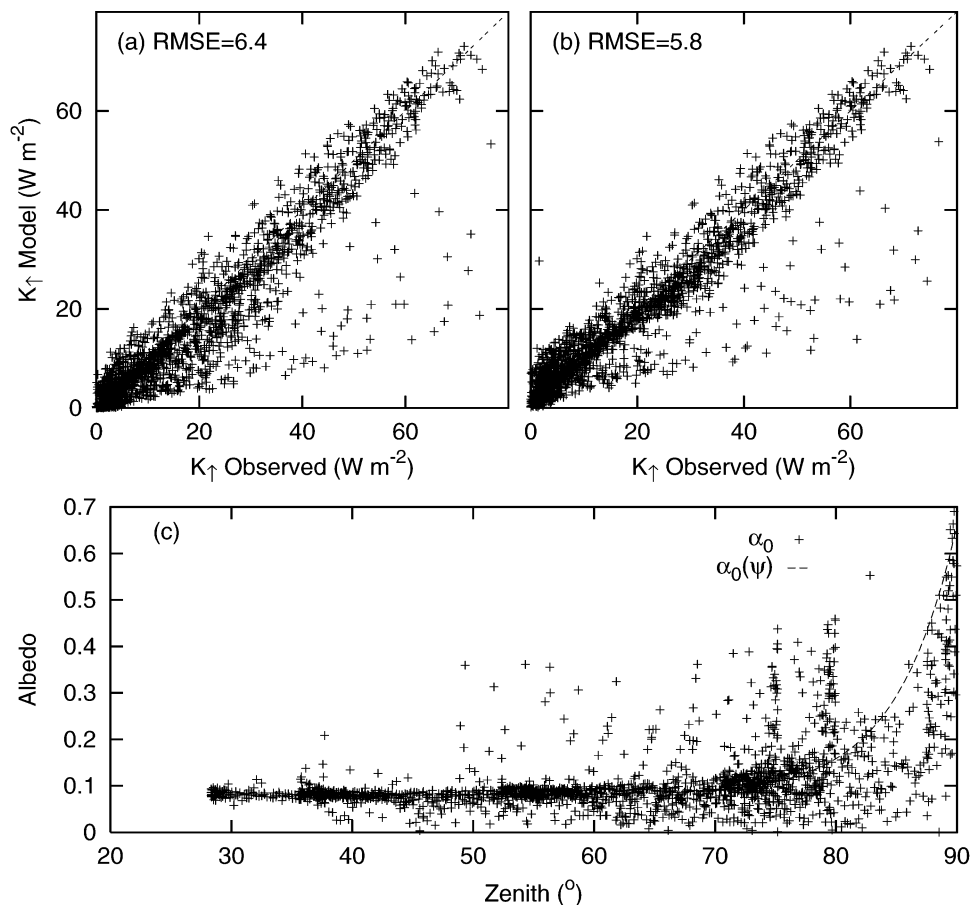 (a) RMSE=6.4
(b) RMSE=5.8
K↑ Model (W m-2)
60
40
20
0
0 20 40 60
0 20 40 60
K↑ Observed (W m-2)
K↑ Observed (W m-2)
(c)
α0
α0(ψ)
Albedo
0.7
0.6
0.5
0.4
0.3
0.2
0.1
0
20 30 40 50 60 70 80 90
Zenith (o)